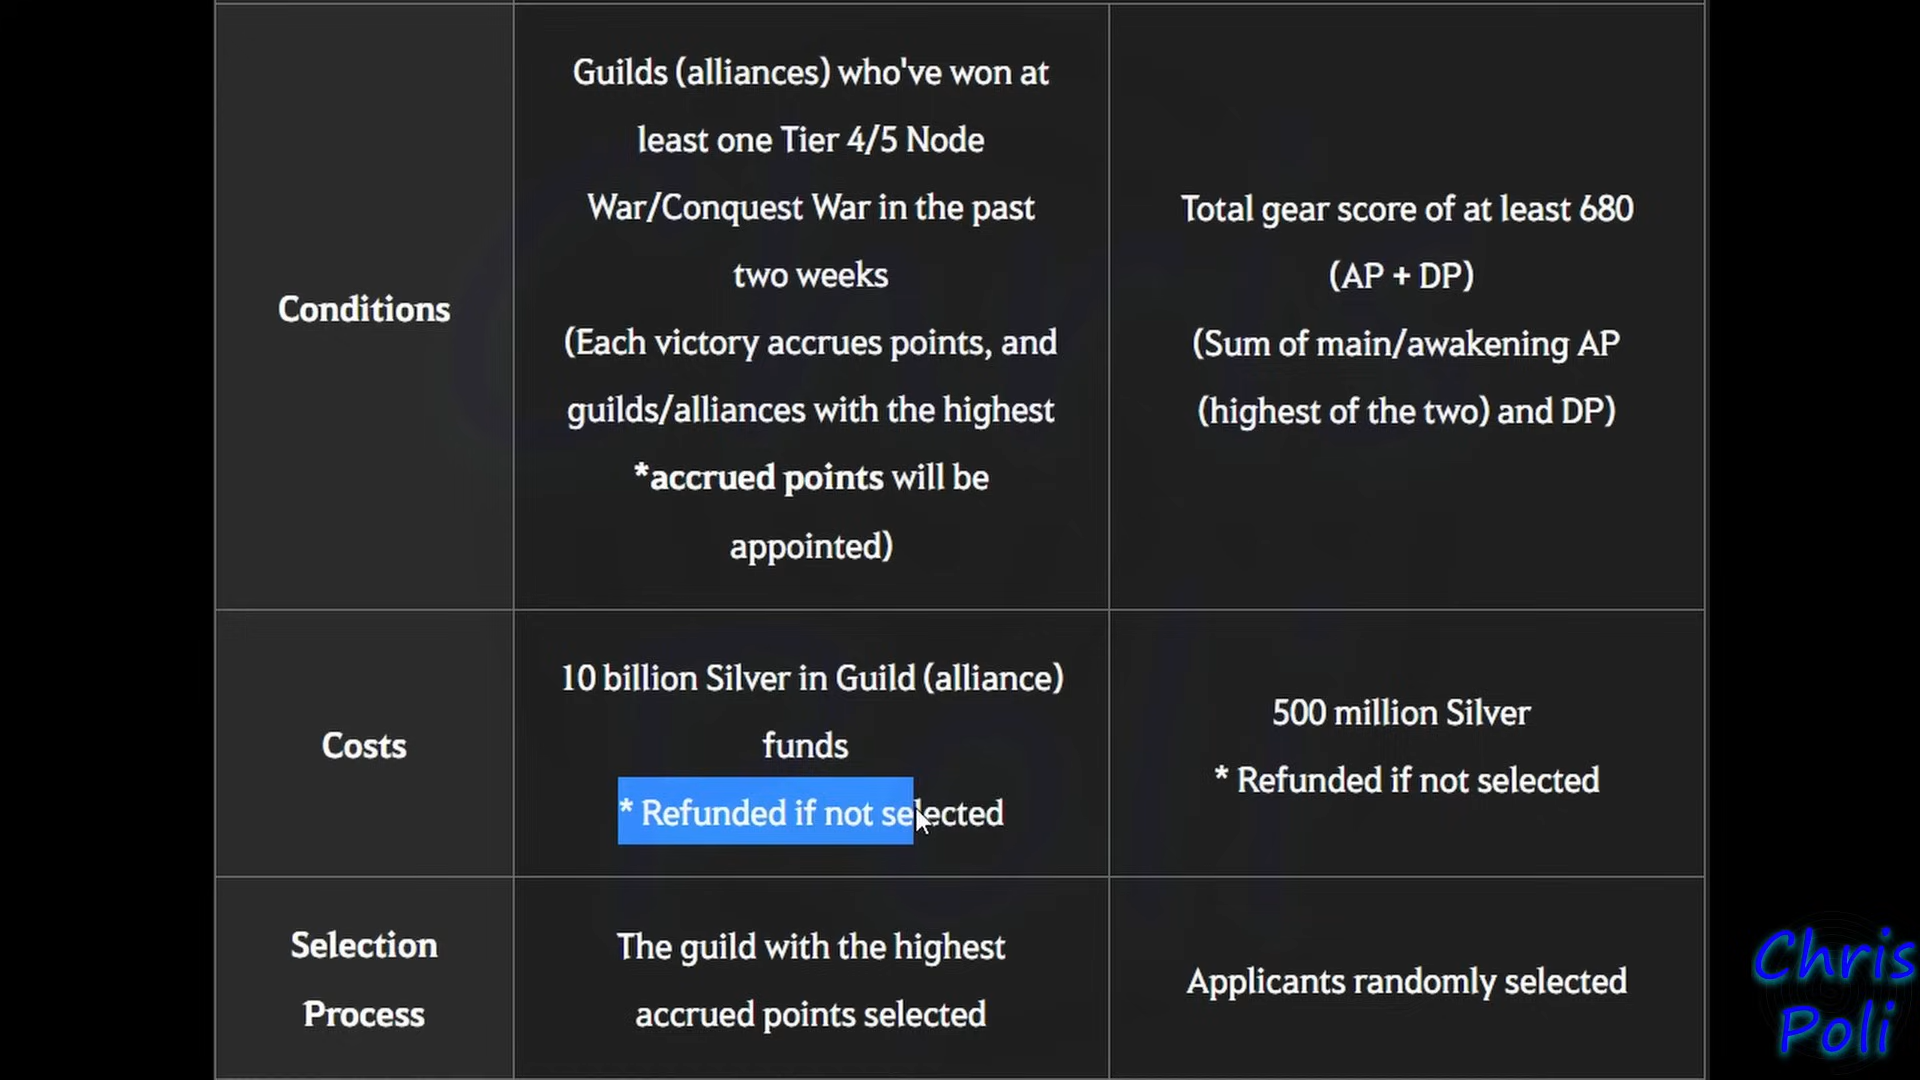 Conditions
Guilds (alliances) who've won at
least one Tier 4/5 Node
War/Conquest War in the past
two weeks
(Each victory accrues points, and
guilds/alliances with the highest
*accrued points will be
appointed)
Total gear score of at least 680
(AP + DP)
(Sum of main/awakening AP
(highest of the two) and DP)
Costs
10 billion Silver in Guild (alliance)
funds
* Refunded if not selected
500 million Silver
* Refunded if not selected
Selection
Process
The guild with the highest
accrued points selected
Applicants randomly selected
Chris
Poli